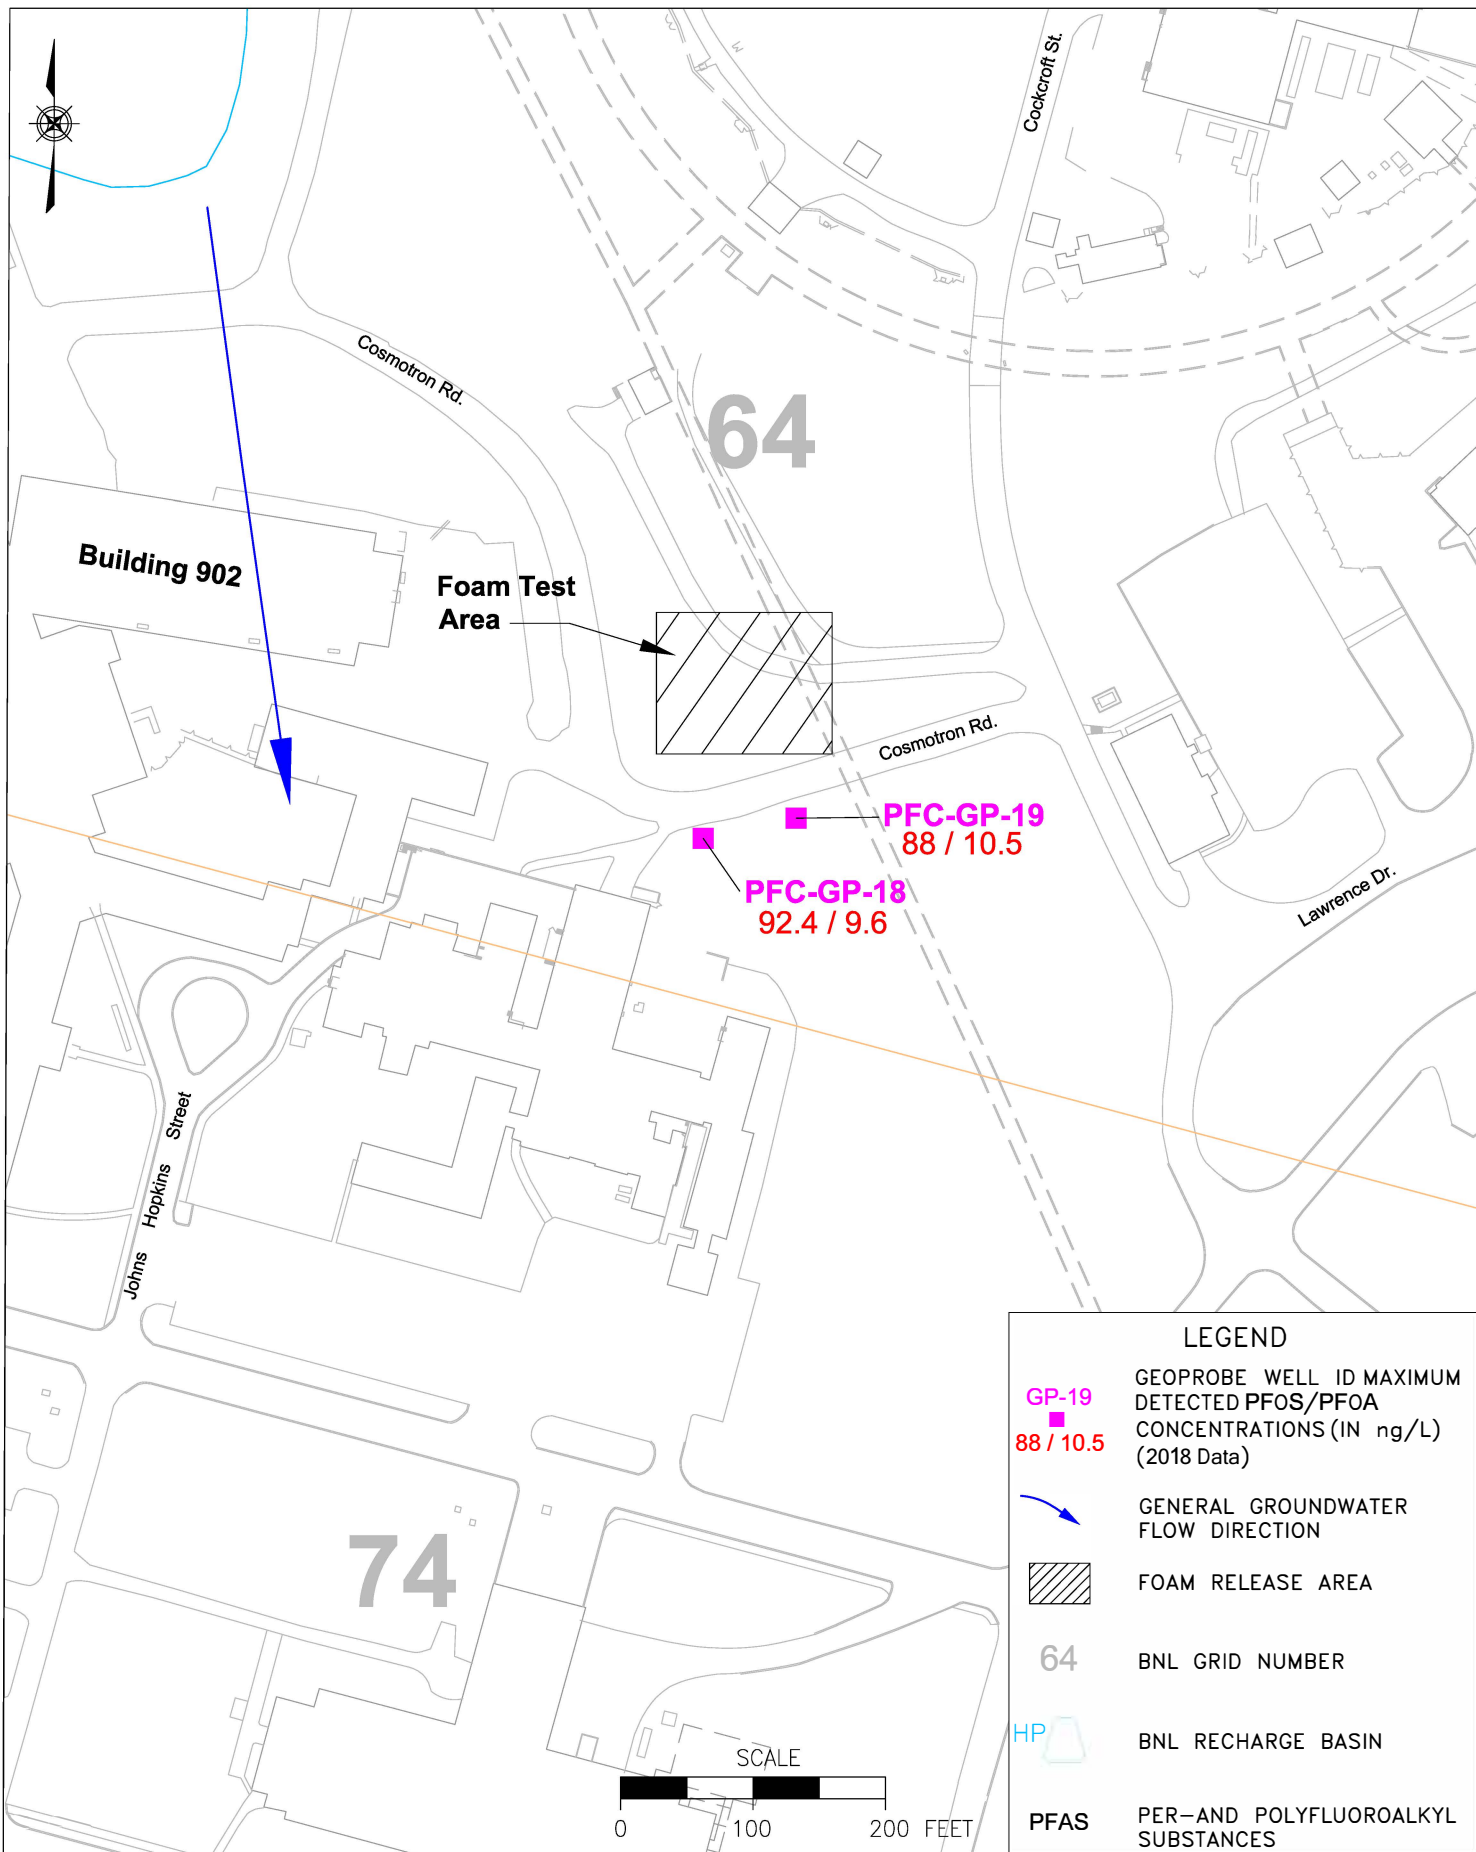 Cockcroft St.
Cosmotron Rd.
64
Building 902
Foam Test
Area
Cosmotron Rd.
PFC-GP-19
88 / 10.5
PFC-GP-18
92.4 / 9.6
Lawrence Dr.
Johns Hopkins Street
74
SCALE
0 100 200 FEET
LEGEND
GP-19
88 / 10.5
GEOPROBE WELL ID MAXIMUM
DETECTED PFOS/PFOA
CONCENTRATIONS (IN ng/L)
(2018 Data)
GENERAL GROUNDWATER
FLOW DIRECTION
FOAM RELEASE AREA
64 BNL GRID NUMBER
HP BNL RECHARGE BASIN
PFAS PER-AND POLYFLUOROALKYL
SUBSTANCES